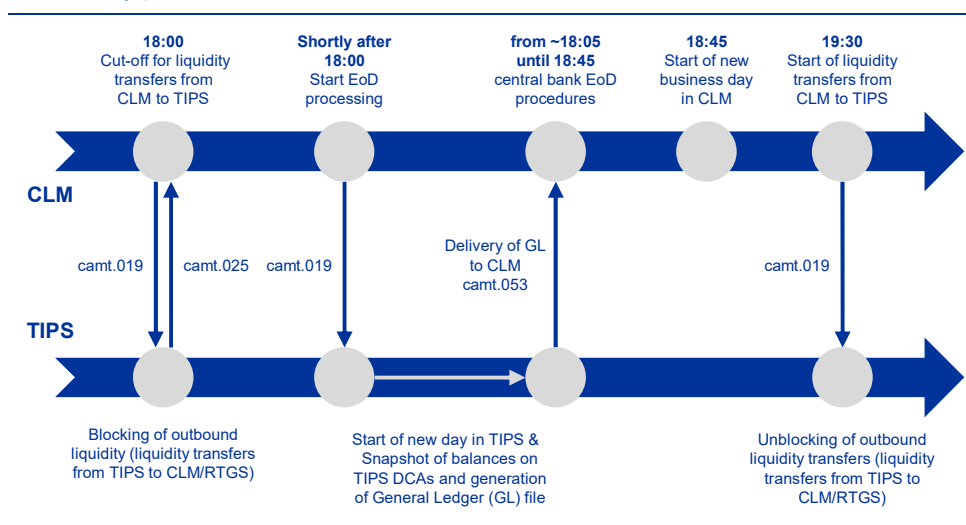 18:00
Cut-off for liquidity
transfers from
CLM to TIPS
Shortly after
18:00
Start EoD
processing
from ~18:05
until 18:45
central bank EoD
procedures
18:45
Start of new
business day
in CLM
19:30
Start of liquidity
transfers from
CLM to TIPS
CLM
camt.019
camt.025
camt.019
Delivery of GL
to CLM
camt.053
camt.019
TIPS
Blocking of outbound
liquidity (liquidity transfers
from TIPS to CLM/RTGS)
Start of new day in TIPS &
Snapshot of balances on
TIPS DCAs and generation
of General Ledger (GL) file
Unblocking of outbound
liquidity transfers (liquidity
transfers from TIPS to
CLM/RTGS)